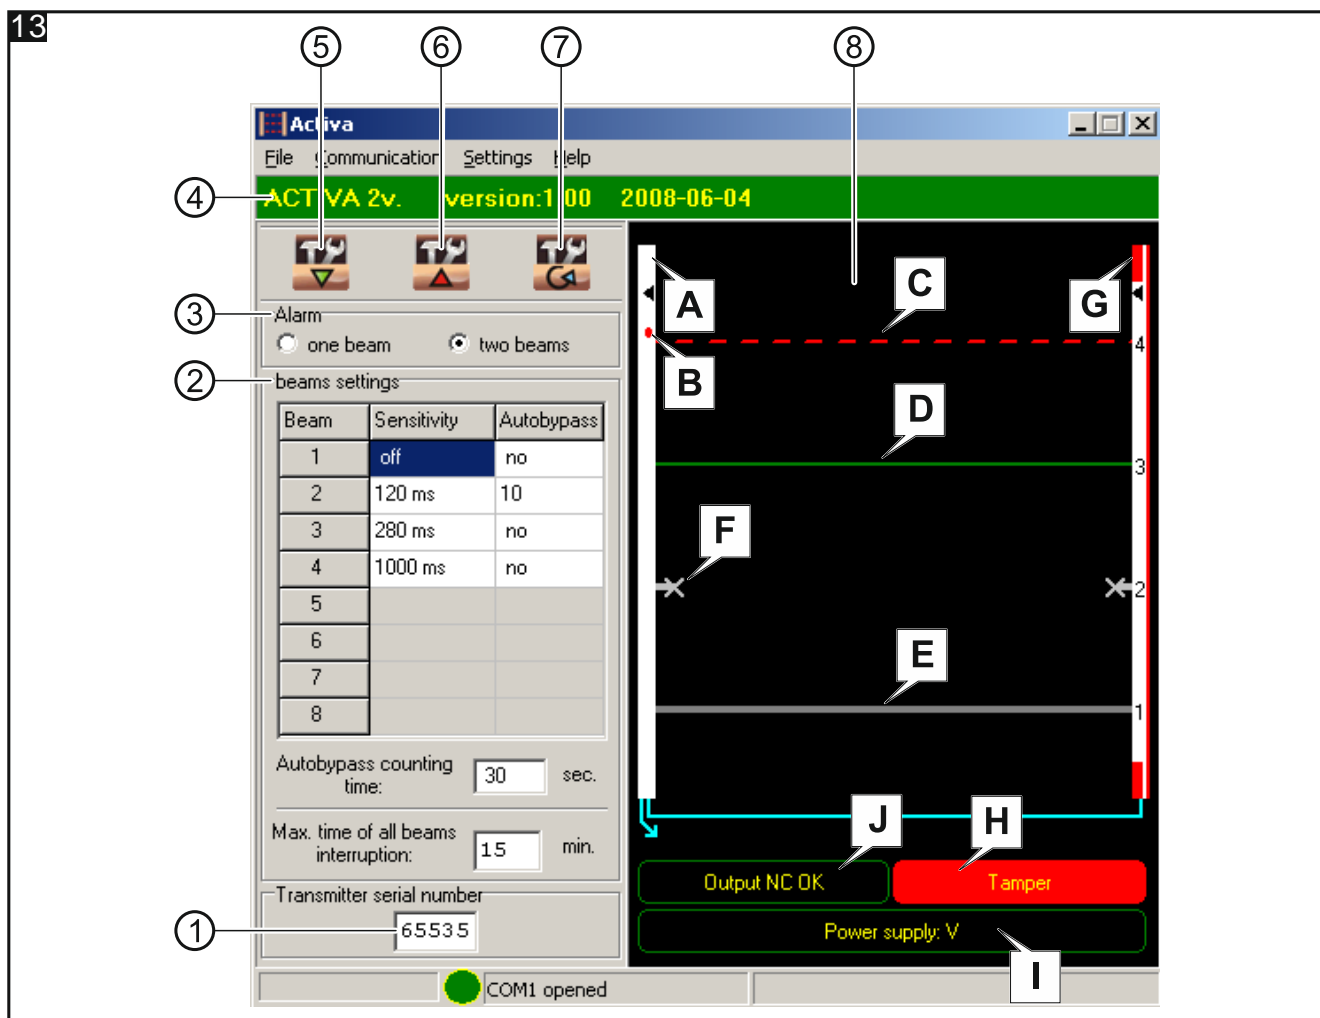 13
5 6 7 8
Activa
File Communication Settings Help
4
ACTIVA 2v. version:1.00 2008-06-04
3
Alarm
one beam two beams
2
beams settings
Beam Sensitivity Autobypass
1 off no
2 120 ms 10
3 280 ms no
4 1000 ms no
5
6
7
8
Autobypass counting
time:
30 sec.
Max. time of all beams
interruption:
15 min.
Transmitter serial number
1
65535
COM1 opened
A
B
C
G
4
D
3
F
2
E
1
J
H
Output NC OK
Tamper
Power supply: V
I